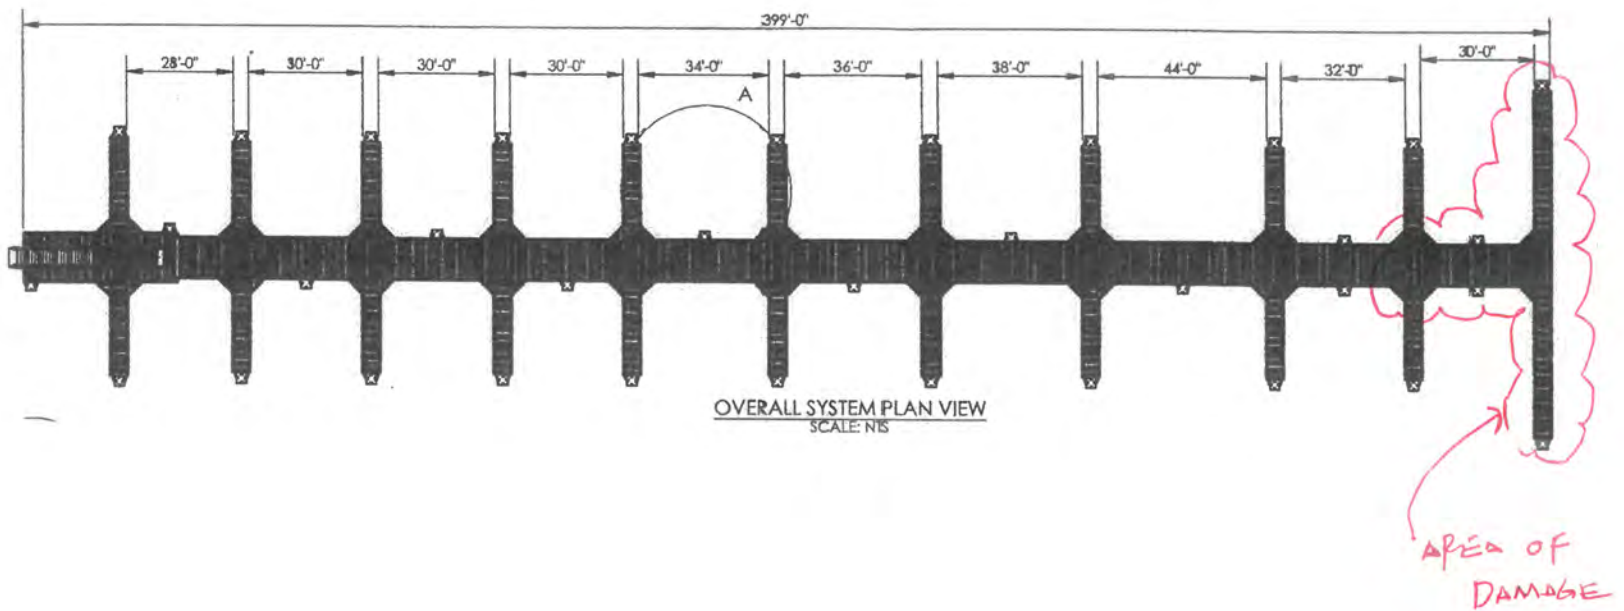 399'-0"
28'-0"
30'-0"
30'-0"
30'-0"
34'-0"
36'-0"
38'-0"
44'-0"
32'-0"
30'-0"
A
OVERALL SYSTEM PLAN VIEW
SCALE: NTS
AREA OF
DAMAGE